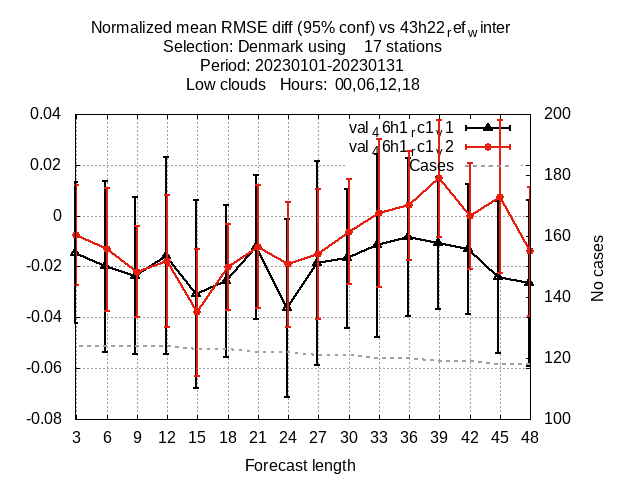 Normalized mean RMSE diff (95% conf) vs 43h22refwinter
Selection: Denmark using 17 stations
Period: 20230101-20230131
Low clouds Hours: 00,06,12,18
val46h1rc1v1
val46h1rc1v2
Cases
0.04
0.02
0
-0.02
-0.04
-0.06
-0.08
200
180
160
140
120
100
No cases
3 6 9 12 15 18 21 24 27 30 33 36 39 42 45 48
Forecast length